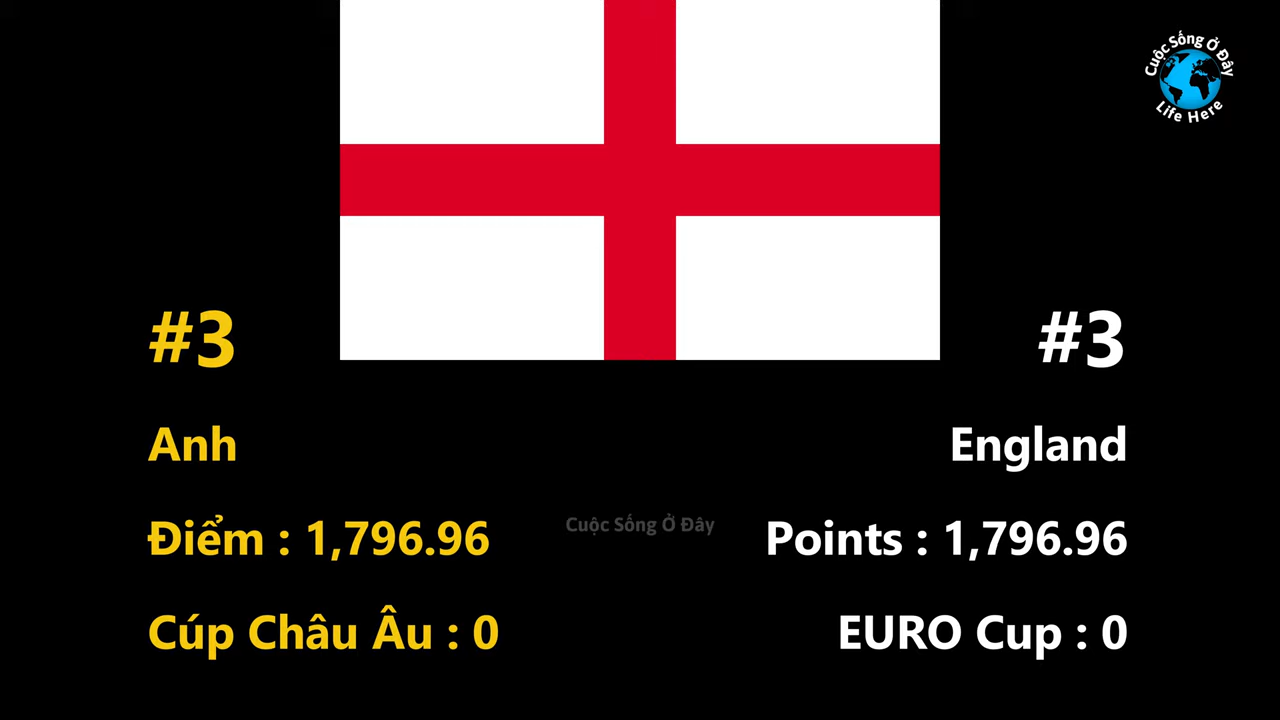 Cuộc Sống Ở Đây
Life Here
#3
#3
Anh
England
Điểm : 1,796.96
Cuộc Sống Ở Đây
Points : 1,796.96
Cúp Châu Âu : 0
EURO Cup : 0